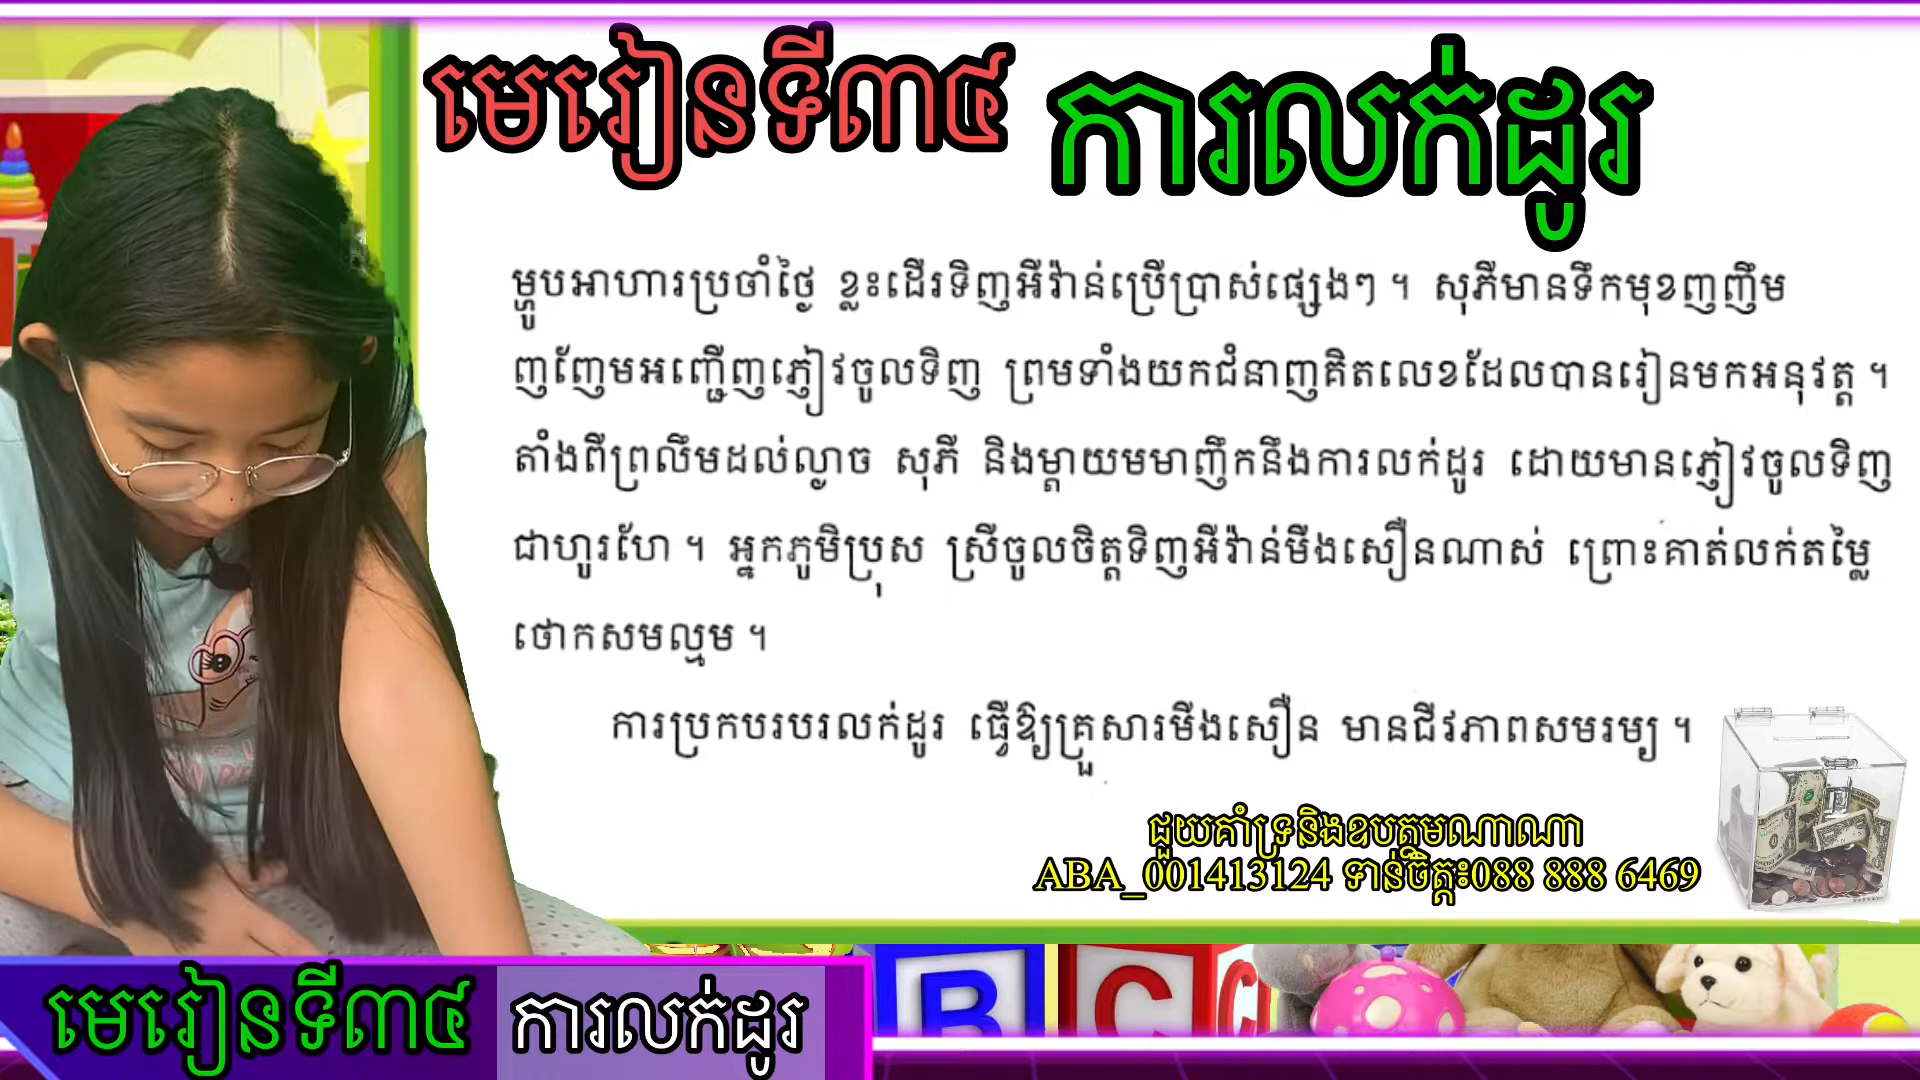 មេរៀនទី៣៤ ការលក់ដូរ
ម្ហូបអាហារប្រចាំថ្ងៃ ខ្លះដើរទិញអីវ៉ាន់ប្រើប្រាស់ផ្សេងៗ ។ សុភីមានទឹកមុខញញឹម
ញញែមអញ្ជើញភ្ញៀវចូលទិញ ព្រមទាំងយកជំនាញគិតលេខដែលបានរៀនមកអនុវត្ត ។
តាំងពីព្រលឹមដល់ល្ងាច សុភី និងម្តាយមមាញឹកនឹងការលក់ដូរ ដោយមានភ្ញៀវចូលទិញ
ជាហូរហែ ។ អ្នកភូមិប្រុស ស្រីចូលចិត្តទិញអីវ៉ាន់មីងសឿនណាស់ ព្រោះគាត់លក់តម្លៃ
ថោកសមល្មម ។
ការប្រកបរបរលក់ដូរ ធ្វើឱ្យគ្រួសារមីងសឿន មានជីវភាពសមរម្យ ។
ជួយគាំទ្រនិងឧបត្ថមណាណា
ABA_001413124 ទាន់ចិត្ត៖088 888 6469
មេរៀនទី៣៤ ការលក់ដូរ
B C C